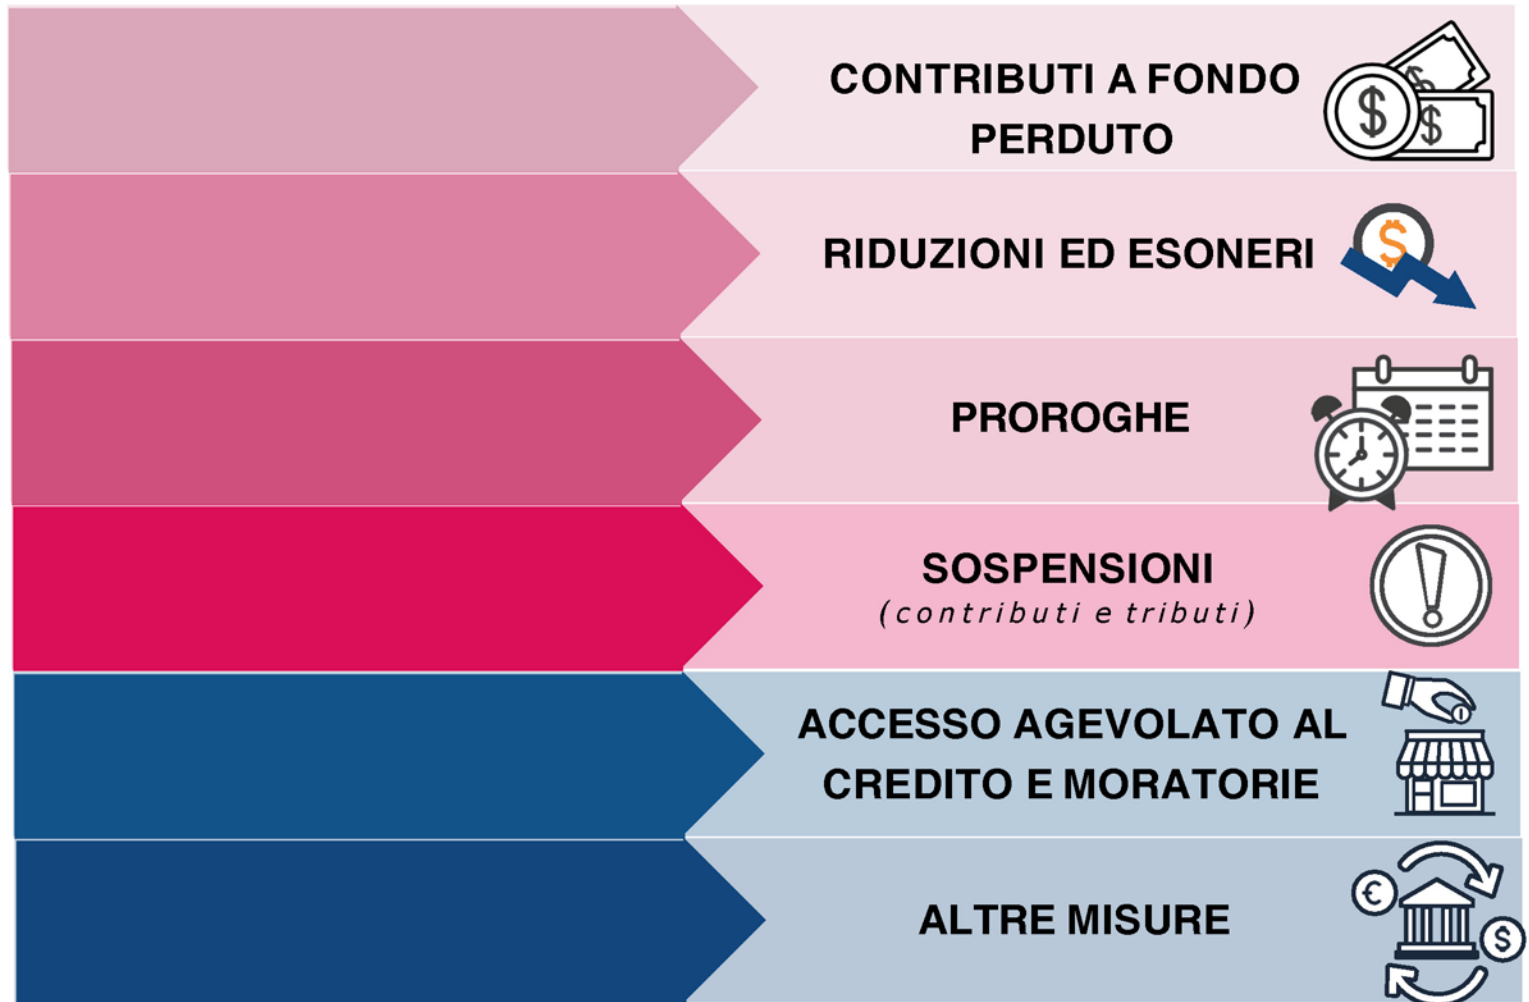 CONTRIBUTI A FONDO
PERDUTO
$
$
$
RIDUZIONI ED ESONERI
$
PROROGHE
SOSPENSIONI
(contributi e tributi)
ACCESSO AGEVOLATO AL
CREDITO E MORATORIE
ALTRE MISURE
€
$